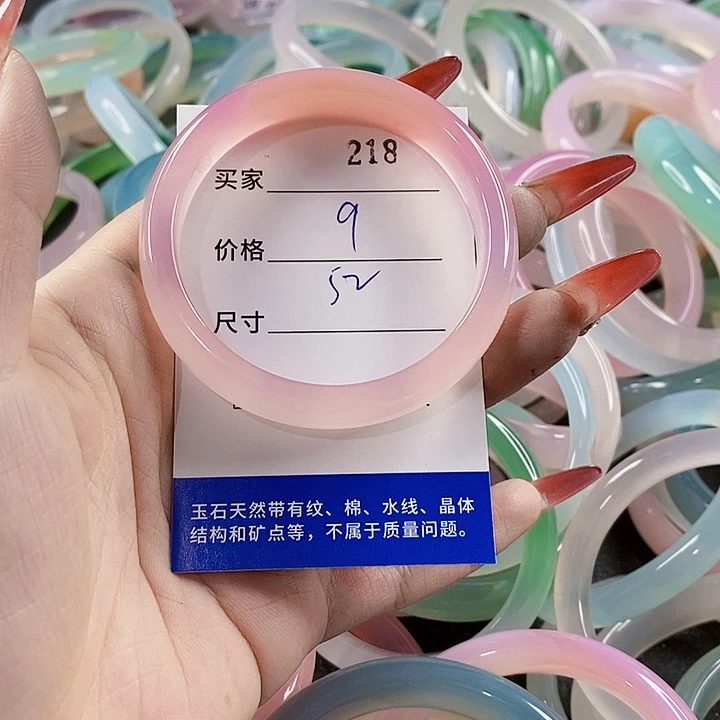 218
买家
9
价格
52
尺寸
玉石天然带有纹、棉、水线、晶体
结构和矿点等，不属于质量问题。